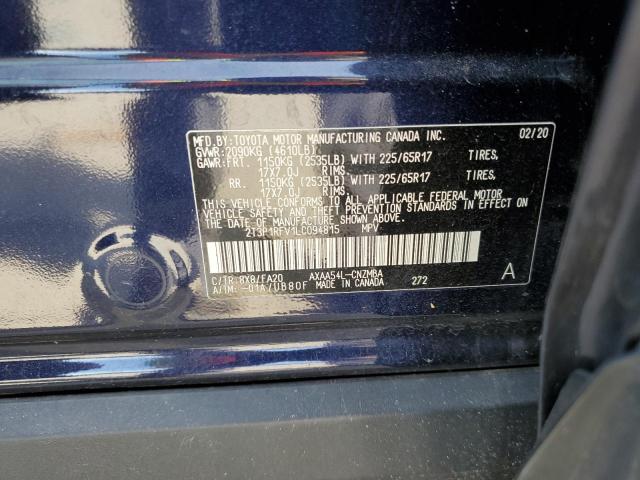 MFD.BY:TOYOTA MOTOR MANUFACTURING CANADA INC. 02/20
GVWR:2090KG (4610LB)
GAWR:FRT. 1150KG (2535LB) WITH 225/65R17 TIRES,
17X7.0J RIMS.
RR. 1150KG (2535LB) WITH 225/65R17 TIRES,
17X7.0J RIMS.
THIS VEHICLE CONFORMS TO ALL APPLICABLE FEDERAL MOTOR
VEHICLE SAFETY AND THEFT PREVENTION STANDARDS IN EFFECT
ON THE DATE OF MANUFACTURE SHOWN ABOVE.
2T3P1RFV1LC094815 MPV
C/TR:8X8/FA20 AXAA54L-CNZMBA
A/TM: -01A/UB80F MADE IN CANADA 272 A